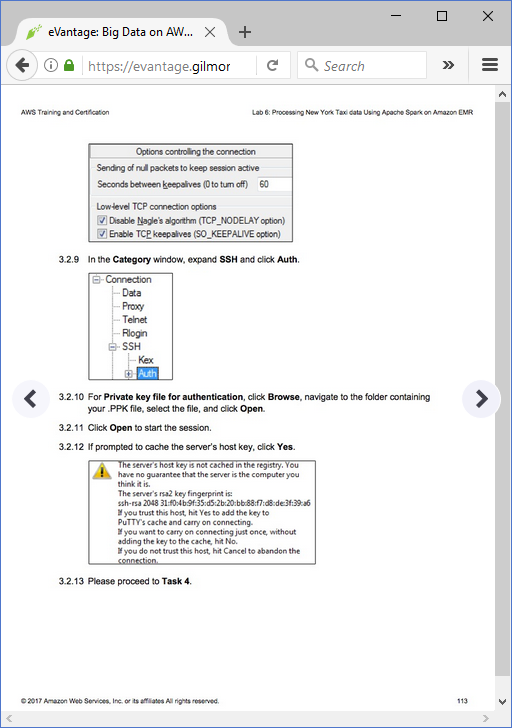 eVantage: Big Data on AW...
https://evantage.gilmor
Search
AWS Training and Certification
Lab 6: Processing New York Taxi data Using Apache Spark on Amazon EMR
Options controlling the connection
Sending of null packets to keep session active
Seconds between keepalives (0 to turn off) 60
Low-level TCP connection options
Disable Nagle's algorithm (TCP_NODELAY option)
Enable TCP keepalives (SO_KEEPALIVE option)
3.2.9 In the Category window, expand SSH and click Auth.
Connection
Data
Proxy
Telnet
Rlogin
SSH
Kex
Auth
3.2.10 For Private key file for authentication, click Browse, navigate to the folder containing
your .PPK file, select the file, and click Open.
3.2.11 Click Open to start the session.
3.2.12 If prompted to cache the server's host key, click Yes.
The server's host key is not cached in the registry. You
have no guarantee that the server is the computer you
think it is.
The server's rsa2 key fingerprint is:
ssh-rsa 2048 31:f0:4b:9f:35:d5:2b:20:bb:88:f7:d8:de:3f:39:a6
If you trust this host, hit Yes to add the key to
PuTTY's cache and carry on connecting.
If you want to carry on connecting just once, without
adding the key to the cache, hit No.
If you do not trust this host, hit Cancel to abandon the
connection.
3.2.13 Please proceed to Task 4.
© 2017 Amazon Web Services, Inc. or its affiliates All rights reserved.
113